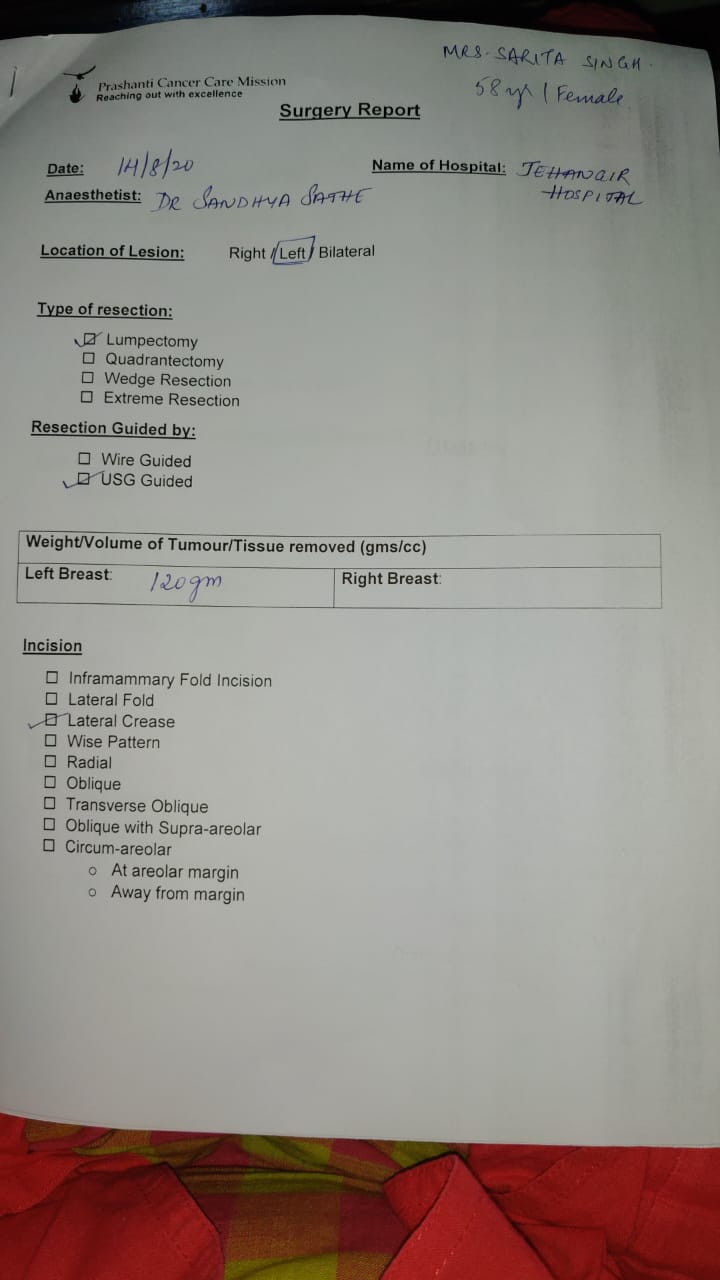 MRS. SARITA SINGH.
58 yr / Female
Prashanti Cancer Care Mission
Reaching out with excellence
Surgery Report
Date: 14/8/20
Name of Hospital: JEHANGIR HOSPITAL
Anaesthetist: DR SANDHYA SATHE
Location of Lesion: Right / Left / Bilateral
Type of resection:
☑ Lumpectomy
☐ Quadrantectomy
☐ Wedge Resection
☐ Extreme Resection
Resection Guided by:
☐ Wire Guided
☑ USG Guided
Weight/Volume of Tumour/Tissue removed (gms/cc)
Left Breast: 120gm
Right Breast:
Incision
☐ Inframammary Fold Incision
☐ Lateral Fold
☑ Lateral Crease
☐ Wise Pattern
☐ Radial
☐ Oblique
☐ Transverse Oblique
☐ Oblique with Supra-areolar
☐ Circum-areolar
○ At areolar margin
○ Away from margin